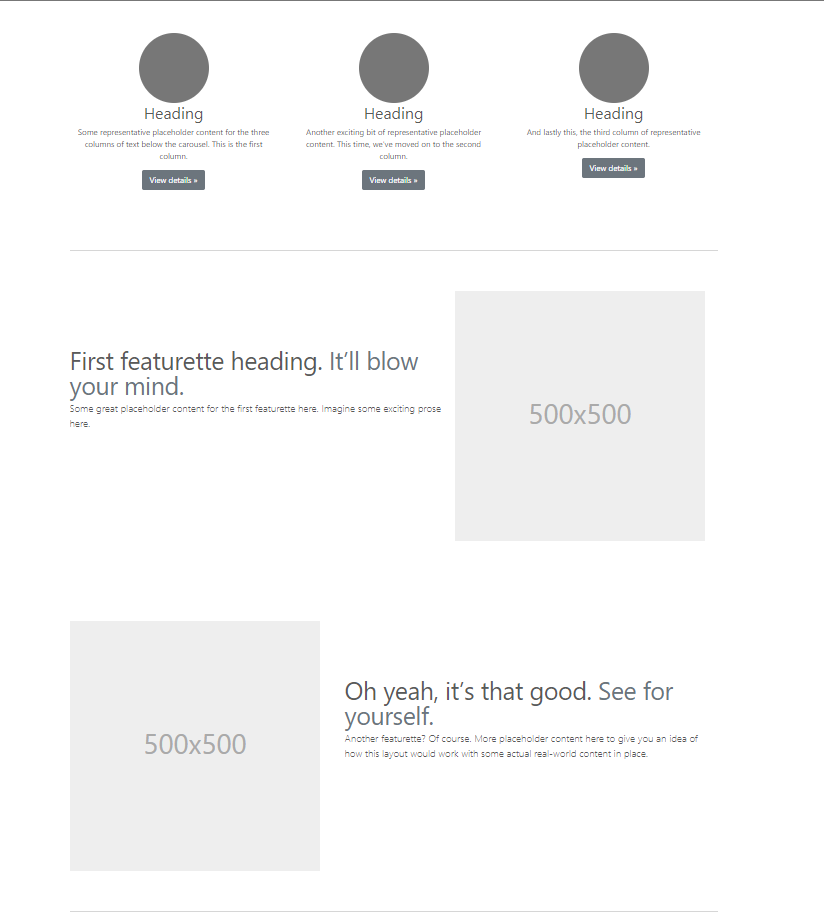 Heading
Some representative placeholder content for the three
columns of text below the carousel. This is the first
column.
View details »
Heading
Another exciting bit of representative placeholder
content. This time, we've moved on to the second
column.
View details »
Heading
And lastly this, the third column of representative
placeholder content.
View details »
First featurette heading. It’ll blow
your mind.
Some great placeholder content for the first featurette here. Imagine some exciting prose
here.
500x500
500x500
Oh yeah, it’s that good. See for
yourself.
Another featurette? Of course. More placeholder content here to give you an idea of
how this layout would work with some actual real-world content in place.